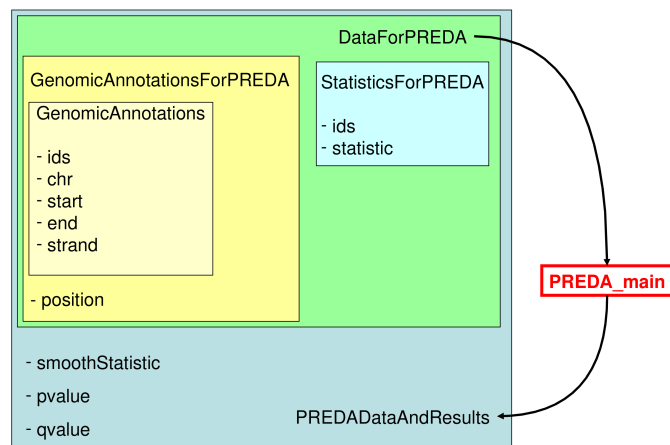 DataForPREDA
GenomicAnnotationsForPREDA
GenomicAnnotations
- ids
- chr
- start
- end
- strand
- position
StatisticsForPREDA
- ids
- statistic
PREDA_main
- smoothStatistic
- pvalue
- qvalue
PREDADataAndResults